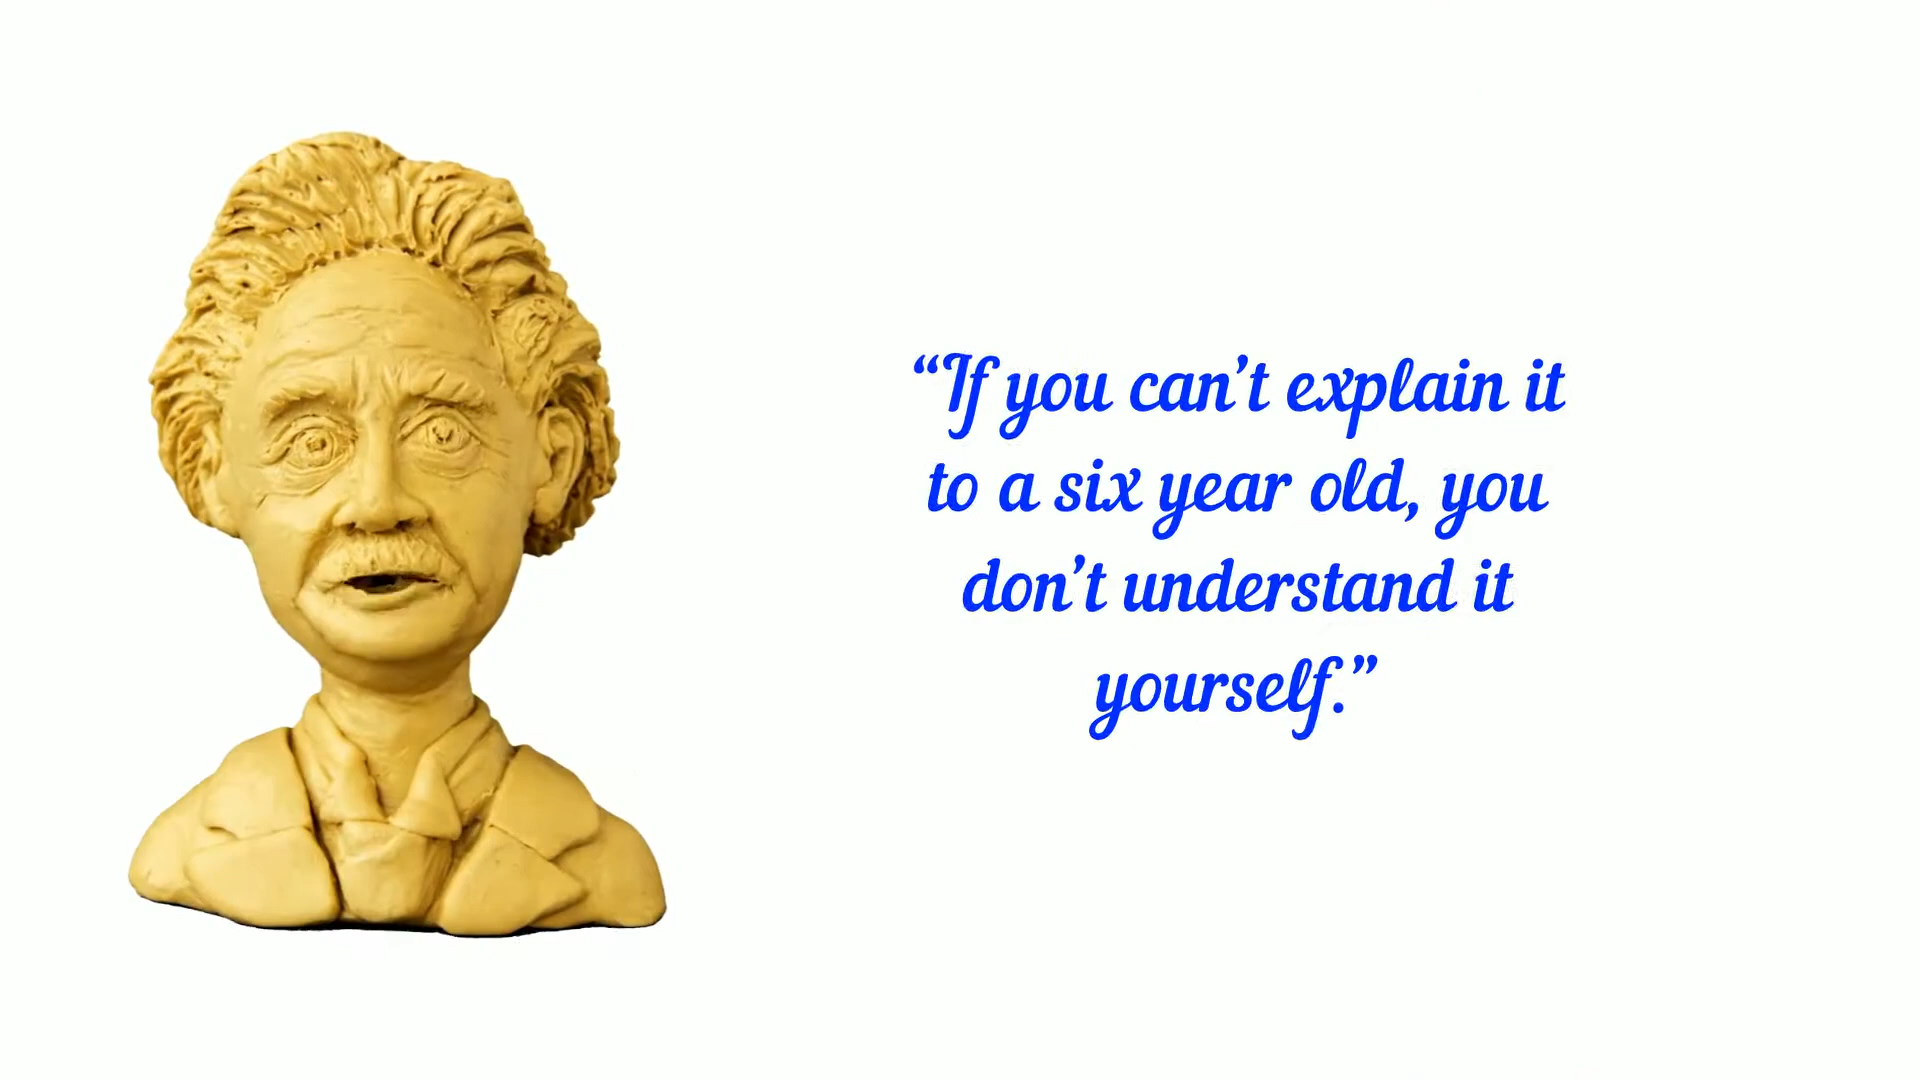 “If you can’t explain it
to a six year old, you
don’t understand it
yourself.”